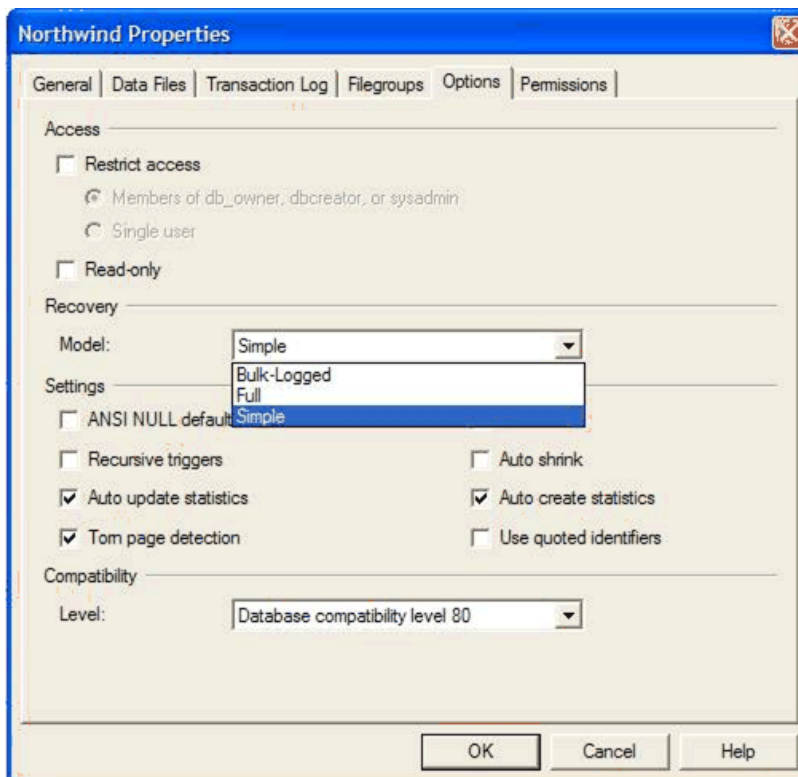 Northwind Properties
General Data Files Transaction Log Filegroups Options Permissions
Access
Restrict access
Members of db_owner, dbcreator, or sysadmin
Single user
Read-only
Recovery
Model: Simple
Bulk-Logged
Full
Simple
Settings
ANSI NULL default
Recursive triggers Auto shrink
Auto update statistics Auto create statistics
Torn page detection Use quoted identifiers
Compatibility
Level: Database compatibility level 80
OK Cancel Help